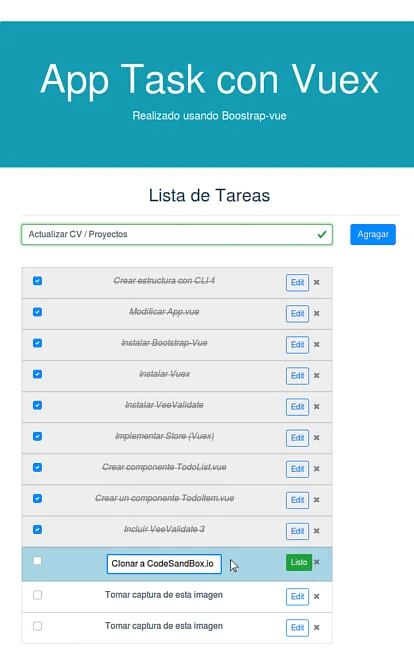 App Task con Vuex
Realizado usando Boostrap-vue
Lista de Tareas
Actualizar CV / Proyectos
Agragar
Crear estructura con CLI 4 Edit ✖
Modificar App.vue Edit ✖
Instalar Bootstrap-Vue Edit ✖
Instalar Vuex Edit ✖
Instalar VeeValidate Edit ✖
Implementar Store (Vuex) Edit ✖
Crear componente TodoList.vue Edit ✖
Crear un componente TodoItem.vue Edit ✖
Incluir VeeValidate 3 Edit ✖
Clonar a CodeSandBox.io Listo ✖
Tomar captura de esta imagen Edit ✖
Tomar captura de esta imagen Edit ✖